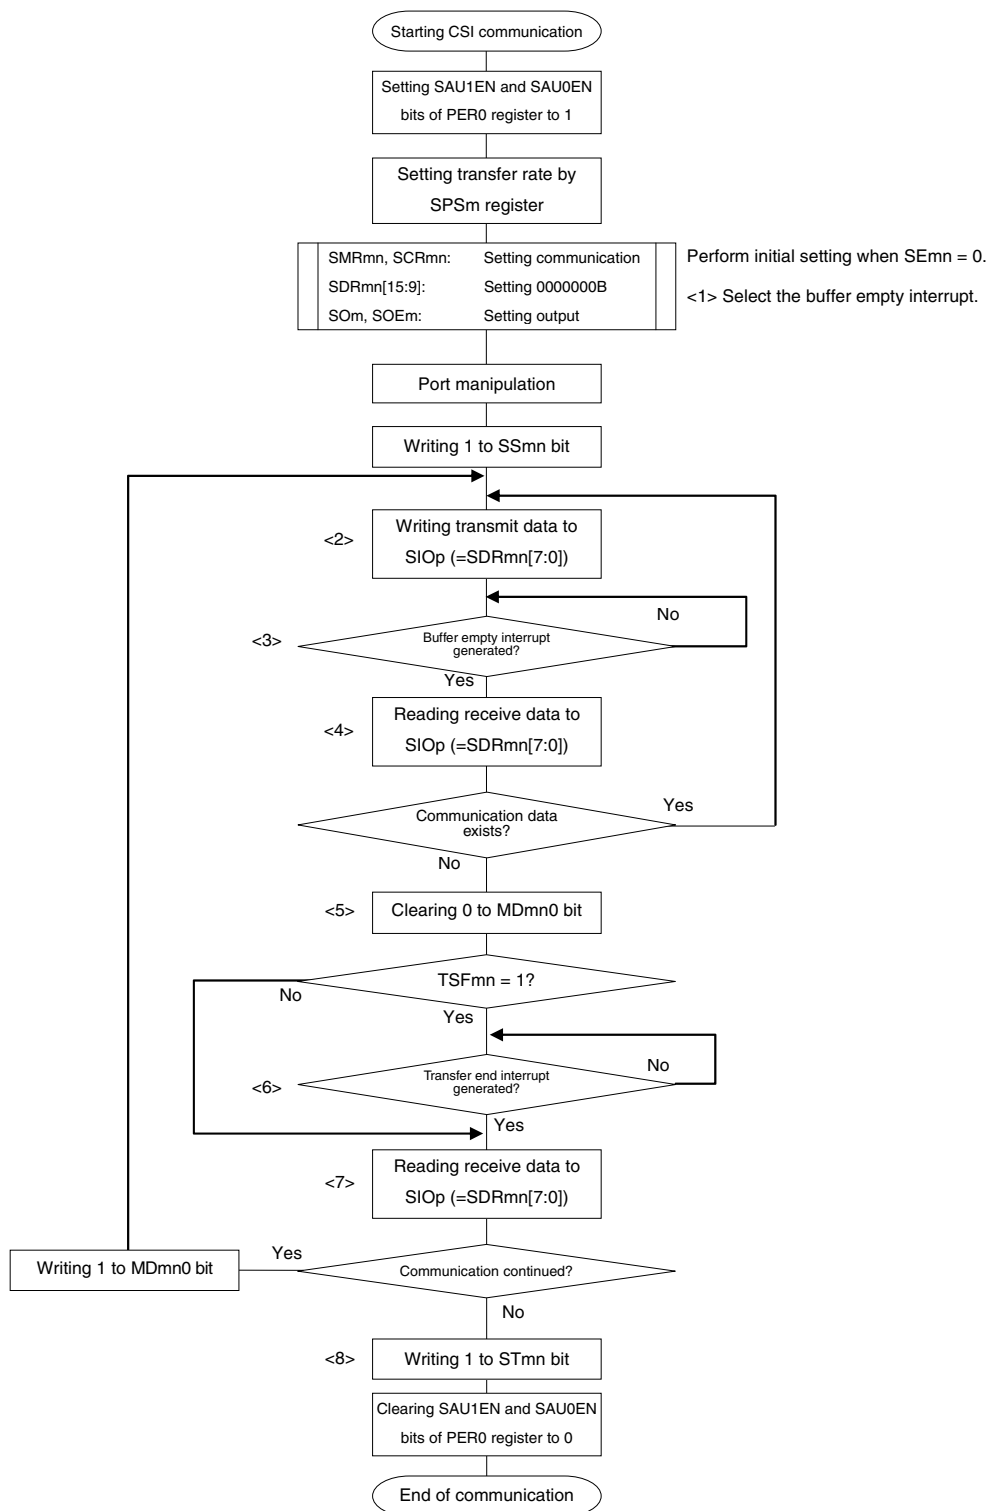 Starting CSI communication
Setting SAU1EN and SAU0EN
bits of PER0 register to 1
Setting transfer rate by
SPSm register
SMRmn, SCRmn: Setting communication
SDRmn[15:9]: Setting 0000000B
SOm, SOEm: Setting output
Perform initial setting when SEmn = 0.
<1> Select the buffer empty interrupt.
Port manipulation
Writing 1 to SSmn bit
<2>
Writing transmit data to
SIOp (=SDRmn[7:0])
No
<3>
Buffer empty interrupt
generated?
Yes
<4>
Reading receive data to
SIOp (=SDRmn[7:0])
Communication data
exists?
Yes
No
<5>
Clearing 0 to MDmn0 bit
TSFmn = 1?
No
Yes
No
<6>
Transfer end interrupt
generated?
Yes
<7>
Reading receive data to
SIOp (=SDRmn[7:0])
Writing 1 to MDmn0 bit
Yes
Communication continued?
No
<8>
Writing 1 to STmn bit
Clearing SAU1EN and SAU0EN
bits of PER0 register to 0
End of communication